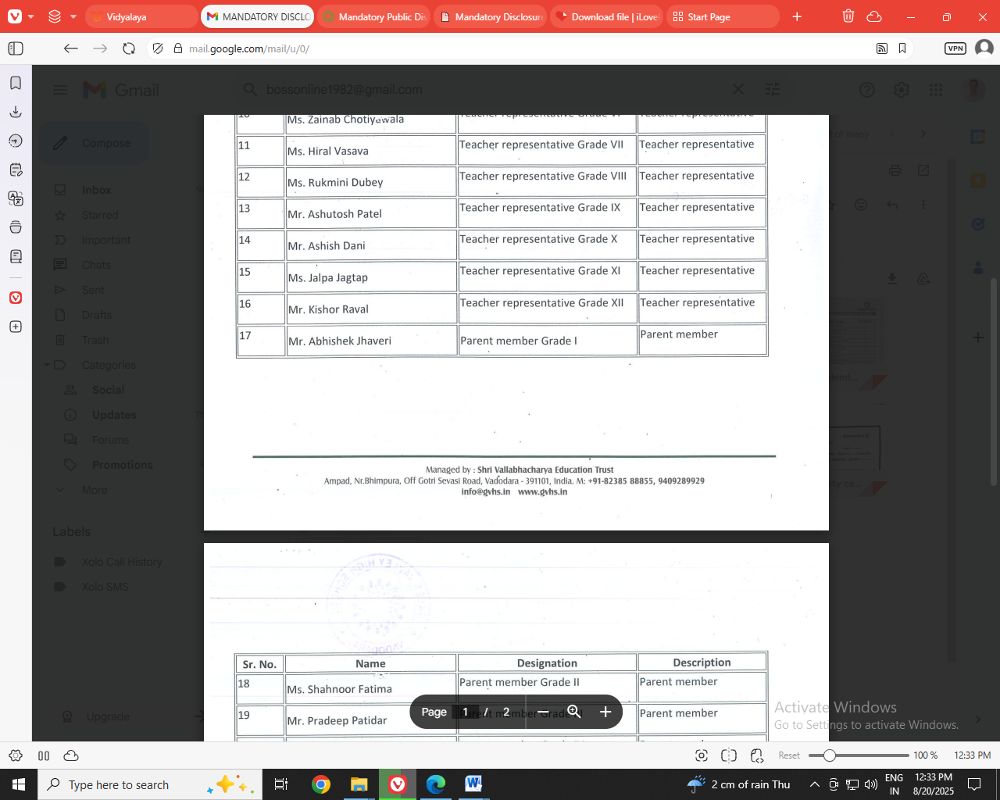 Vidyalaya
MANDATORY DISCLO
Mandatory Public Dis
Mandatory Disclosure
Download file | iLove
Start Page
mail.google.com/mail/u/0/
VPN
Gmail
bossonline1982@gmail.com
Compose
Inbox
Starred
Important
Chats
Sent
Drafts
Trash
Categories
Social
Updates
Forums
Promotions
More
Labels
Xolo Call History
Xolo SMS
Upgrade
of many
Ms. Zainab Chotiyawala Teacher representative Grade VI Teacher representative
11 Ms. Hiral Vasava Teacher representative Grade VII Teacher representative
12 Ms. Rukmini Dubey Teacher representative Grade VIII Teacher representative
13 Mr. Ashutosh Patel Teacher representative Grade IX Teacher representative
14 Mr. Ashish Dani Teacher representative Grade X Teacher representative
15 Ms. Jalpa Jagtap Teacher representative Grade XI Teacher representative
16 Mr. Kishor Raval Teacher representative Grade XII Teacher representative
17 Mr. Abhishek Jhaveri Parent member Grade I Parent member
Managed by : Shri Vallabhacharya Education Trust
Ampad, Nr.Bhimpura, Off Gotri Sevasi Road, Vadodara - 391101, India. M: +91-82385 88855, 9409289929
info@gvhs.in www.gvhs.in
Sr. No. Name Designation Description
18 Ms. Shahnoor Fatima Parent member Grade II Parent member
19 Mr. Pradeep Patidar Parent member Parent member
Page 1 / 2
Activate Windows
Go to Settings to activate Windows.
Reset 100 % 12:33 PM
Type here to search
2 cm of rain Thu
ENG
IN
12:33 PM
8/20/2025